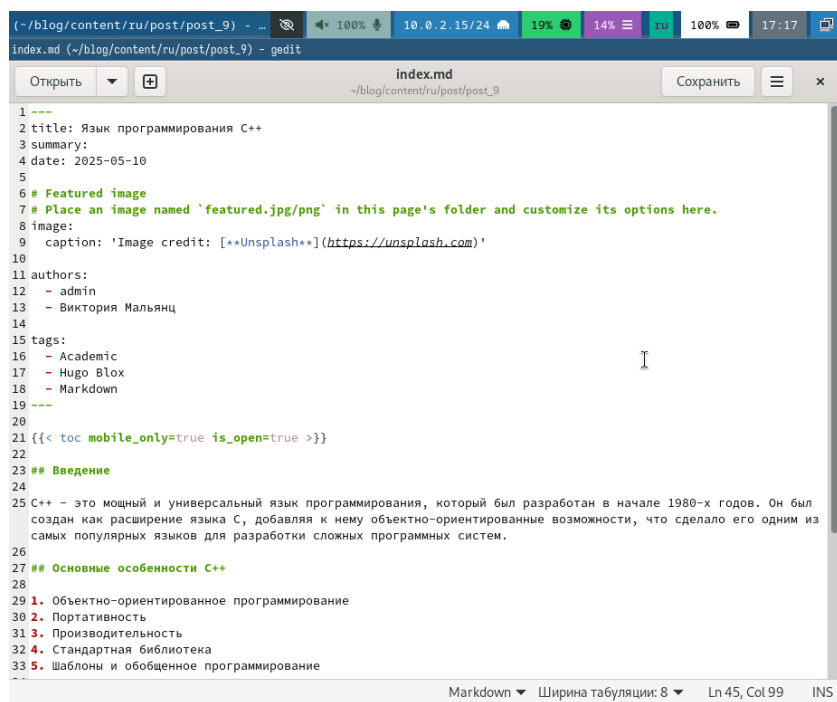 (~/blog/content/ru/post/post_9) - … 100% 10.0.2.15/24 19% 14% ru 100% 17:17
index.md (~/blog/content/ru/post/post_9) - gedit
Открыть index.md Сохранить
~/blog/content/ru/post/post_9
1 ---
2 title: Язык программирования C++
3 summary:
4 date: 2025-05-10
5
6 # Featured image
7 # Place an image named `featured.jpg/png` in this page's folder and customize its options here.
8 image:
9   caption: 'Image credit: [**Unsplash**](https://unsplash.com)'
10
11 authors:
12   - admin
13   - Виктория Мальянц
14
15 tags:
16   - Academic
17   - Hugo Blox
18   - Markdown
19 ---
20
21 {{< toc mobile_only=true is_open=true >}}
22
23 ## Введение
24
25 C++ - это мощный и универсальный язык программирования, который был разработан в начале 1980-х годов. Он был
создан как расширение языка C, добавляя к нему объектно-ориентированные возможности, что сделало его одним из
самых популярных языков для разработки сложных программных систем.
26
27 ## Основные особенности C++
28
29 1. Объектно-ориентированное программирование
30 2. Портативность
31 3. Производительность
32 4. Стандартная библиотека
33 5. Шаблоны и обобщенное программирование
Markdown Ширина табуляции: 8 Ln 45, Col 99 INS